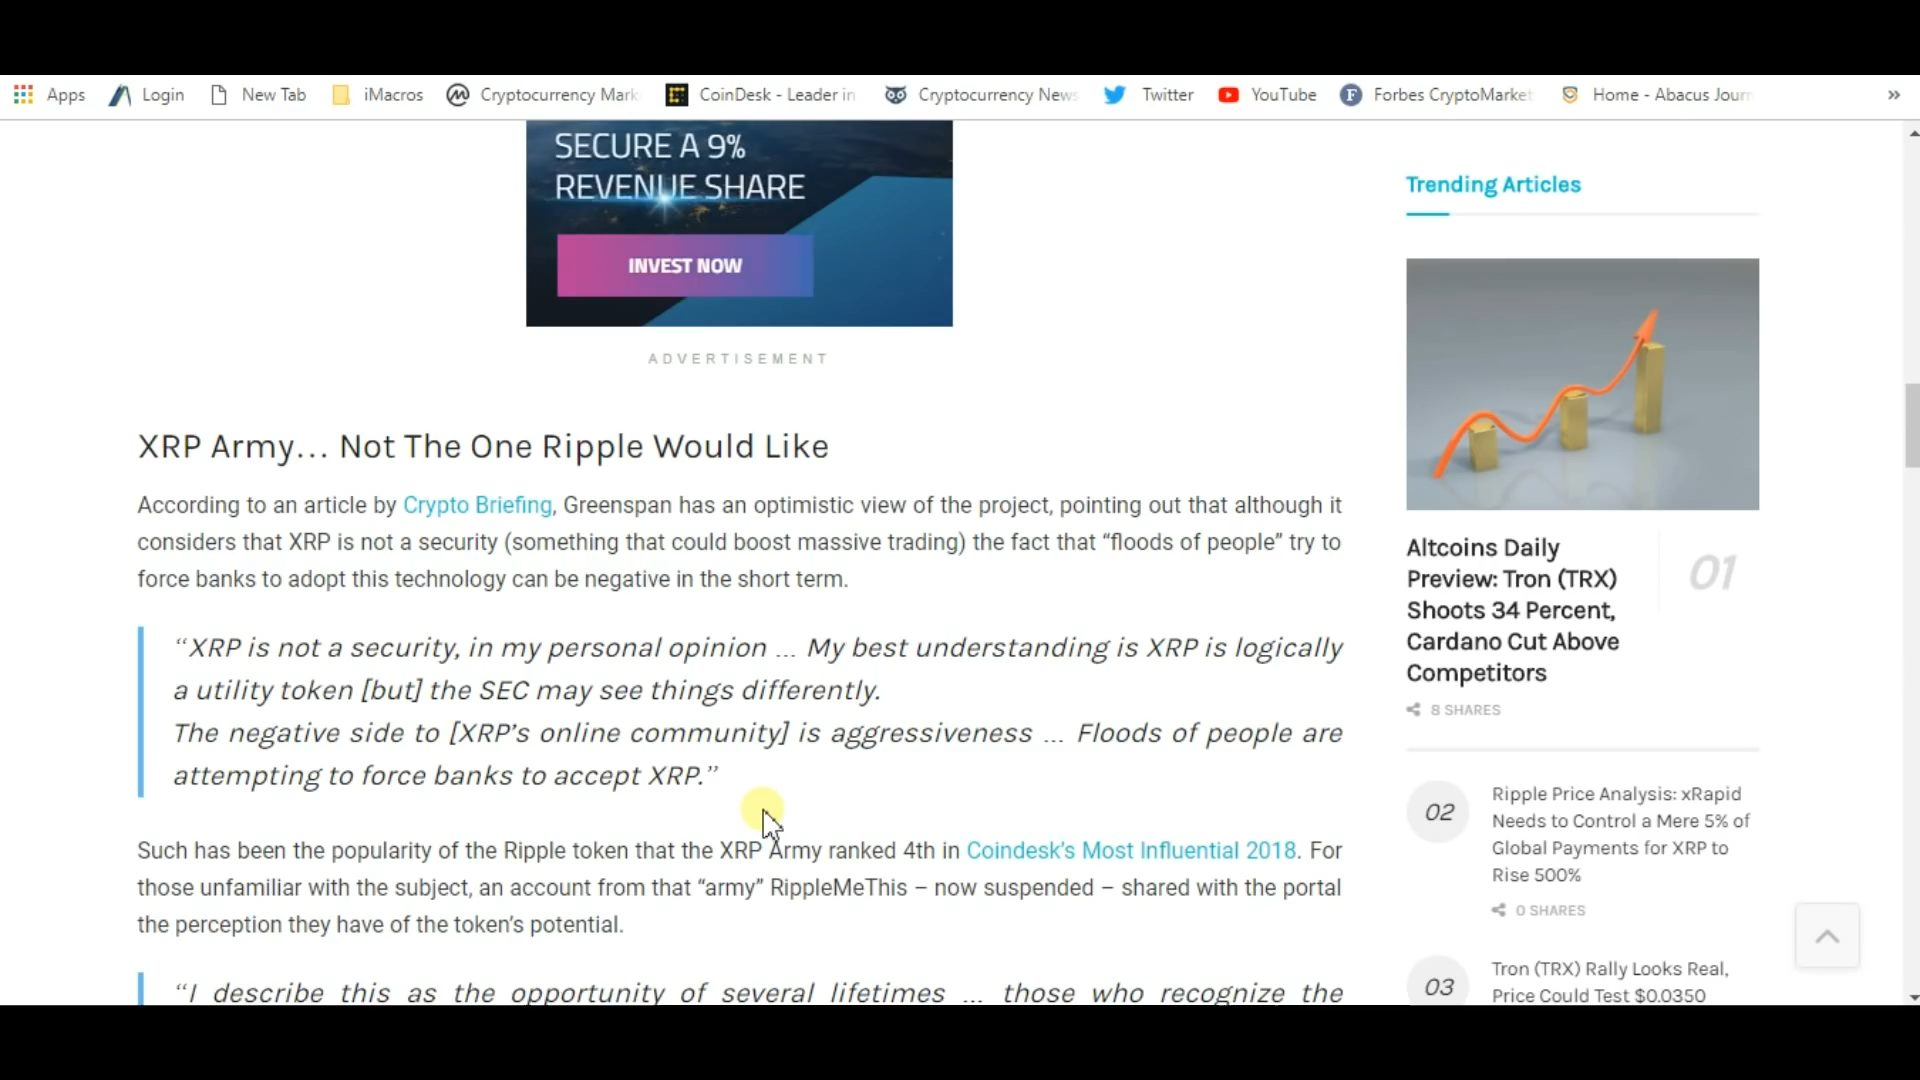 Apps Login New Tab iMacros Cryptocurrency Mark CoinDesk - Leader in Cryptocurrency News Twitter YouTube Forbes CryptoMarket Home - Abacus Journ »
SECURE A 9%
REVENUE SHARE
INVEST NOW
ADVERTISEMENT
XRP Army… Not The One Ripple Would Like
According to an article by Crypto Briefing, Greenspan has an optimistic view of the project, pointing out that although it
considers that XRP is not a security (something that could boost massive trading) the fact that “floods of people” try to
force banks to adopt this technology can be negative in the short term.
“XRP is not a security, in my personal opinion … My best understanding is XRP is logically
a utility token [but] the SEC may see things differently.
The negative side to [XRP’s online community] is aggressiveness … Floods of people are
attempting to force banks to accept XRP.”
Such has been the popularity of the Ripple token that the XRP Army ranked 4th in Coindesk’s Most Influential 2018. For
those unfamiliar with the subject, an account from that “army” RippleMeThis – now suspended – shared with the portal
the perception they have of the token’s potential.
“I describe this as the opportunity of several lifetimes … those who recognize the
Trending Articles
Altcoins Daily
Preview: Tron (TRX)
Shoots 34 Percent,
Cardano Cut Above
Competitors
01
8 SHARES
02
Ripple Price Analysis: xRapid
Needs to Control a Mere 5% of
Global Payments for XRP to
Rise 500%
0 SHARES
03
Tron (TRX) Rally Looks Real,
Price Could Test $0.0350